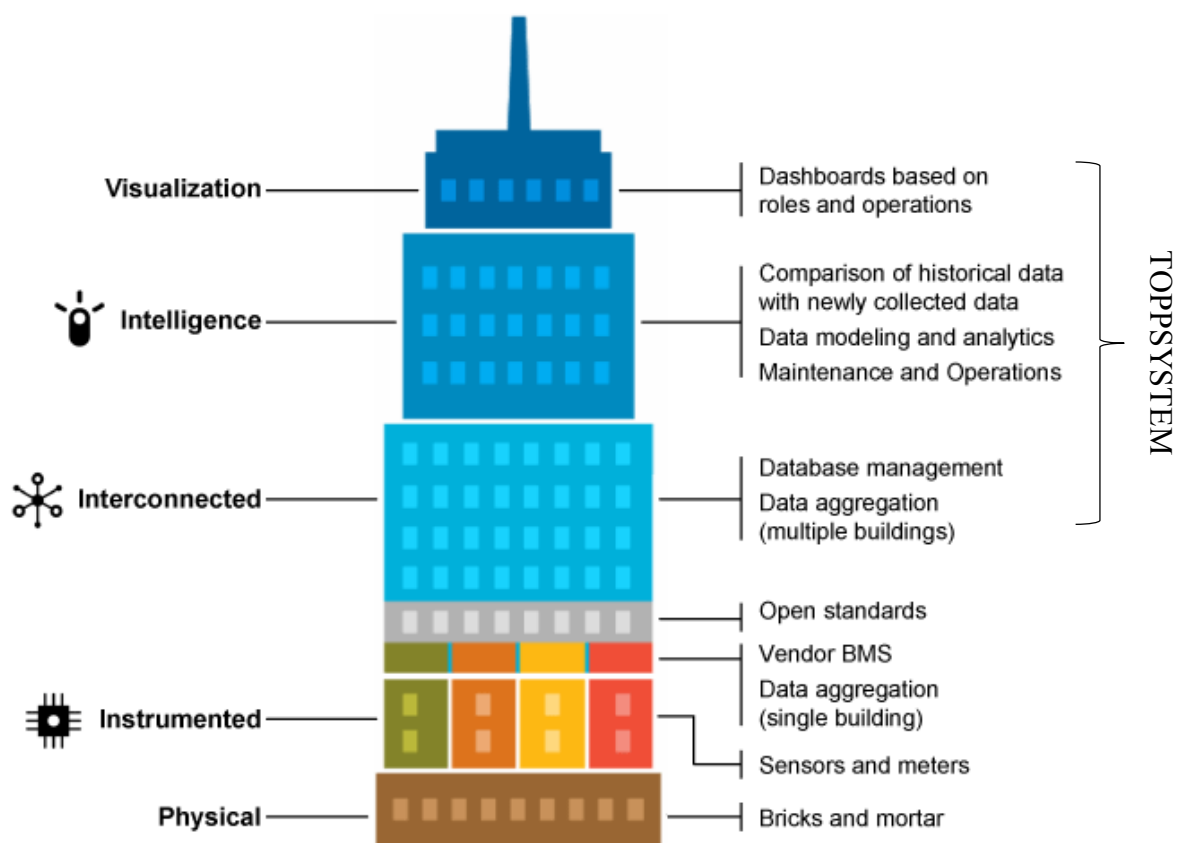 Visualization
Dashboards based on
roles and operations
Intelligence
Comparison of historical data
with newly collected data
Data modeling and analytics
Maintenance and Operations
TOPPSYSTEM
Interconnected
Database management
Data aggregation
(multiple buildings)
Open standards
Vendor BMS
Data aggregation
(single building)
Instrumented
Sensors and meters
Physical
Bricks and mortar